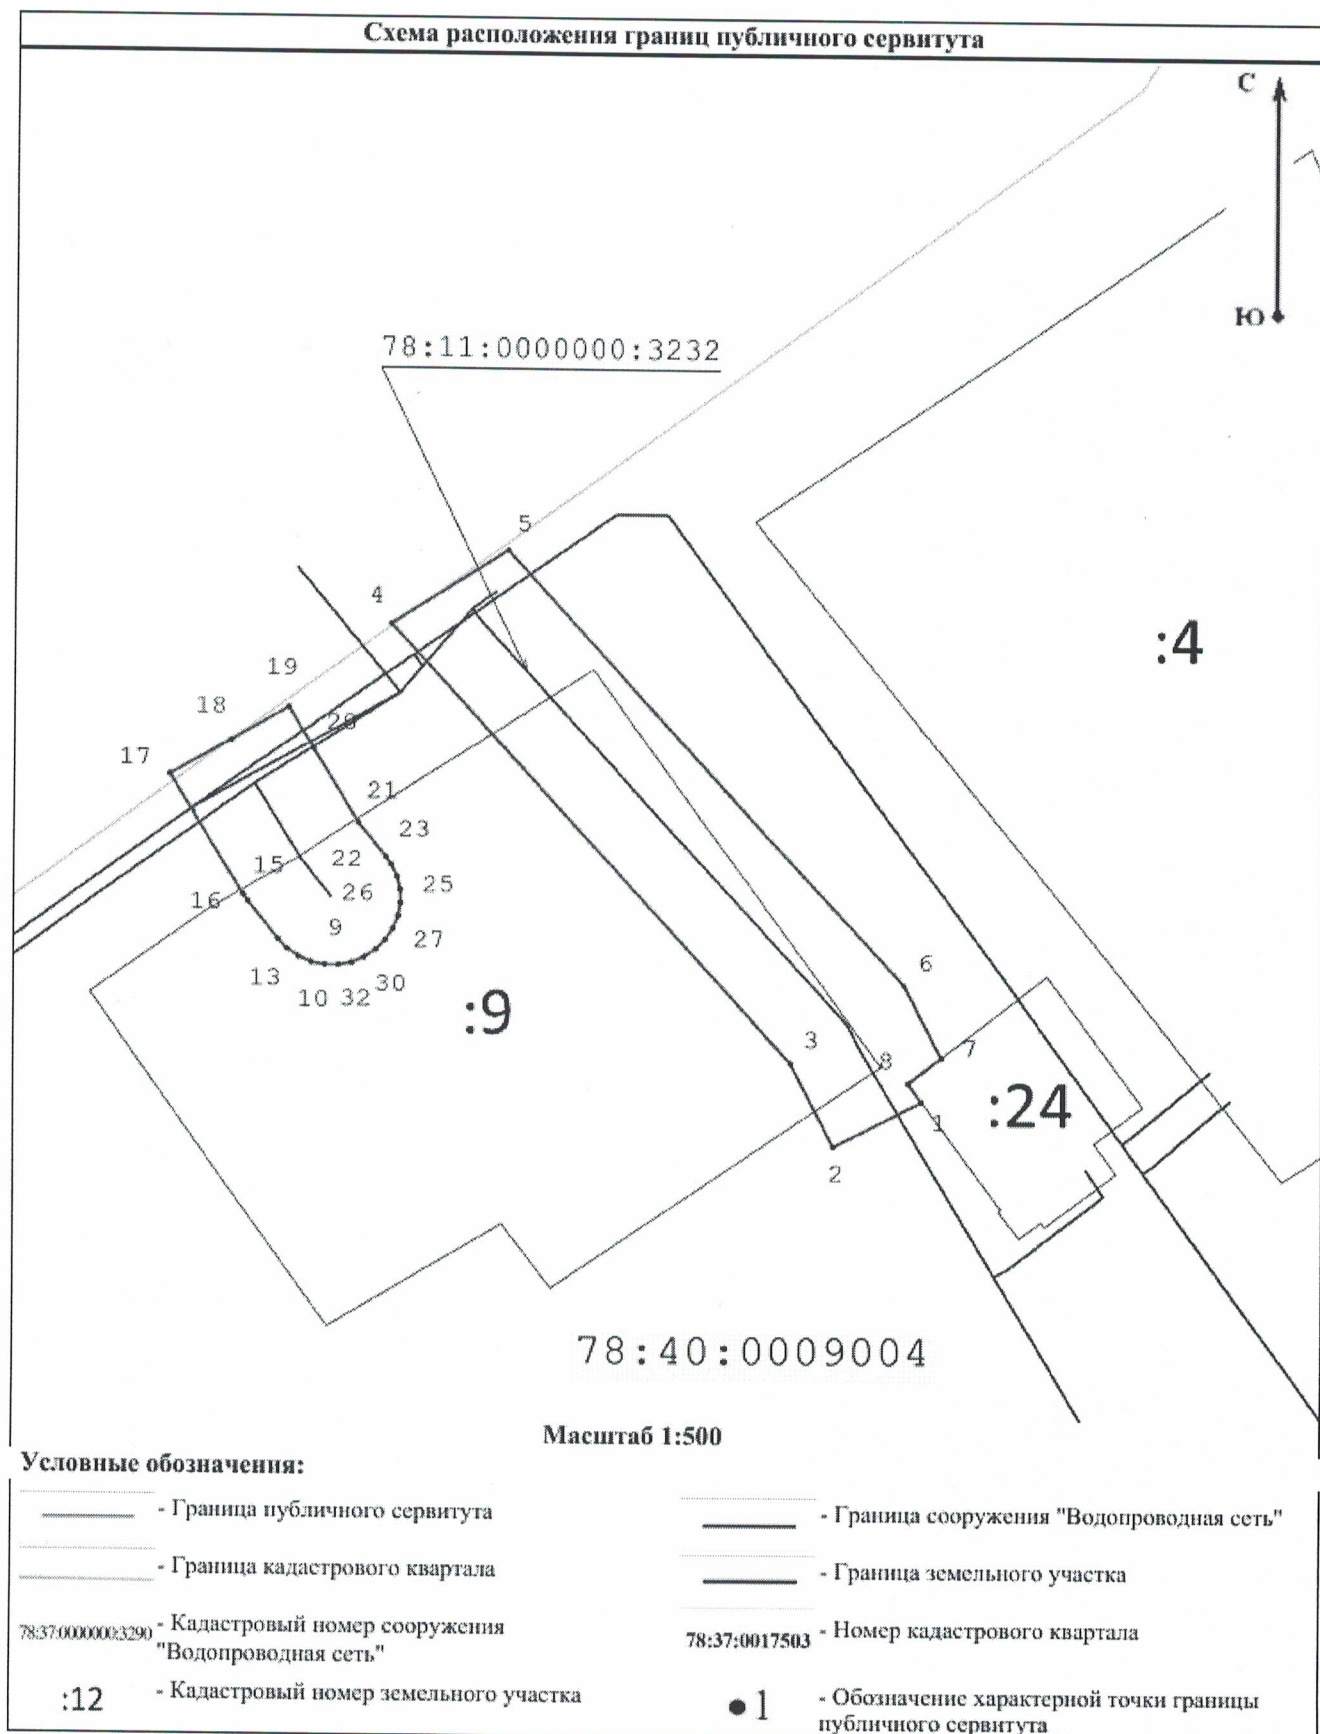 Схема расположения границ публичного сервитута
С
Ю
78:11:0000000:3232
5
4
19
18
17
28
:4
21
23
15
22
16
26
25
9
27
13
10
32
30
:9
6
3
8
7
:24
1
2
78:40:0009004
Масштаб 1:500
Условные обозначения:
- Граница публичного сервитута
- Граница сооружения "Водопроводная сеть"
- Граница кадастрового квартала
- Граница земельного участка
78:37:0000000:3290 - Кадастровый номер сооружения
"Водопроводная сеть"
78:37:0017503 - Номер кадастрового квартала
:12 - Кадастровый номер земельного участка
1 - Обозначение характерной точки границы
публичного сервитута